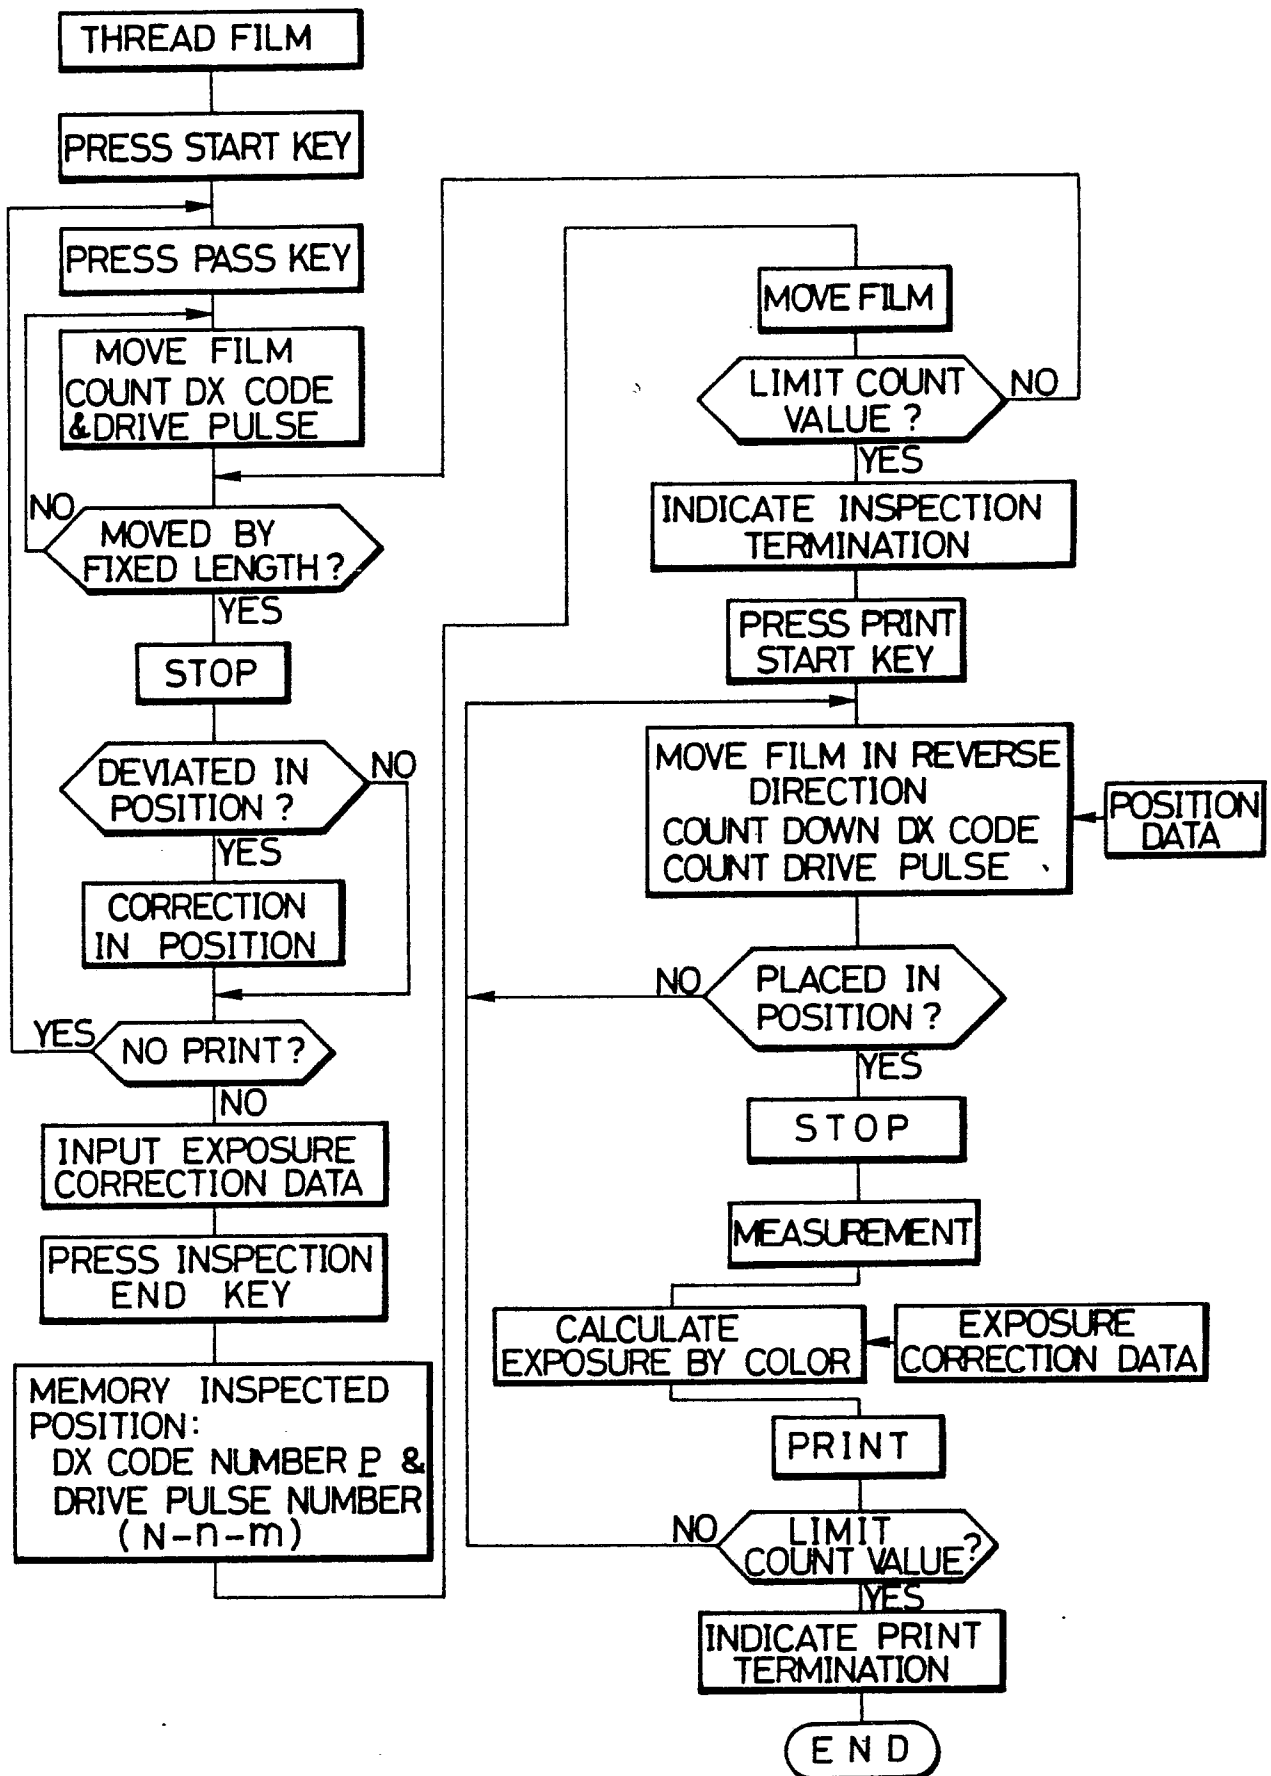 THREAD FILM
PRESS START KEY
PRESS PASS KEY
MOVE FILM
COUNT DX CODE
& DRIVE PULSE
NO
MOVED BY
FIXED LENGTH?
YES
STOP
DEVIATED IN
POSITION?
NO
YES
CORRECTION
IN POSITION
YES
NO PRINT?
NO
INPUT EXPOSURE
CORRECTION DATA
PRESS INSPECTION
END KEY
MEMORY INSPECTED
POSITION:
DX CODE NUMBER P &
DRIVE PULSE NUMBER
(N-n-m)
MOVE FILM
LIMIT COUNT
VALUE?
NO
YES
INDICATE INSPECTION
TERMINATION
PRESS PRINT
START KEY
MOVE FILM IN REVERSE
DIRECTION
COUNT DOWN DX CODE
COUNT DRIVE PULSE
POSITION
DATA
NO
PLACED IN
POSITION?
YES
STOP
MEASUREMENT
CALCULATE
EXPOSURE BY COLOR
EXPOSURE
CORRECTION DATA
PRINT
NO
LIMIT
COUNT VALUE?
YES
INDICATE PRINT
TERMINATION
END